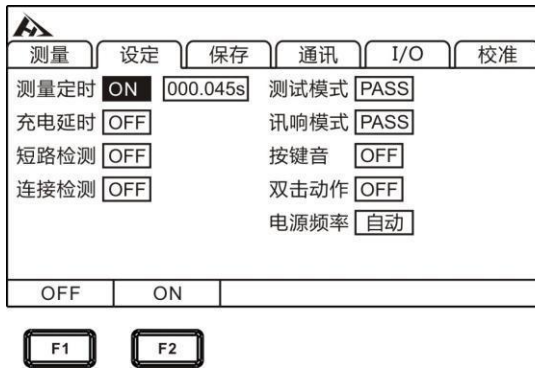 测量 设定 保存 通讯 I/O 校准
测量定时 ON 000.045s 测试模式 PASS
充电延时 OFF 讯响模式 PASS
短路检测 OFF 按键音 OFF
连接检测 OFF 双击动作 OFF
电源频率 自动
OFF ON
F1 F2